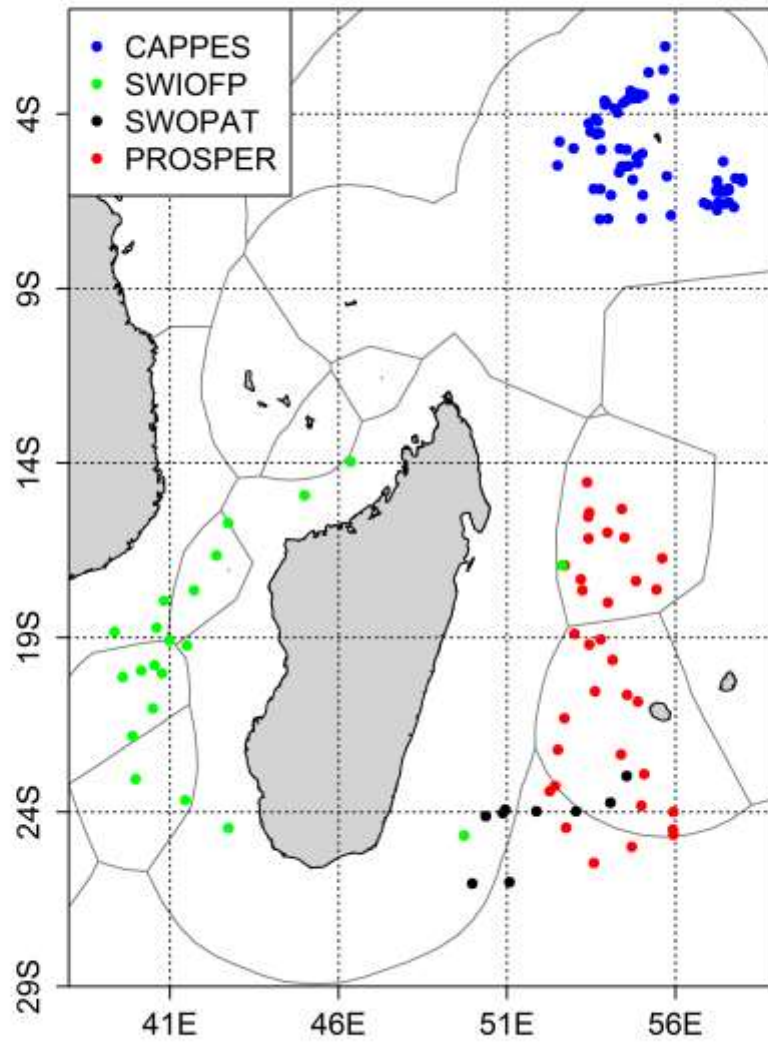 CAPPES
SWIOFP
SWOPAT
PROSPER
4S
9S
14S
19S
24S
29S
41E 46E 51E 56E